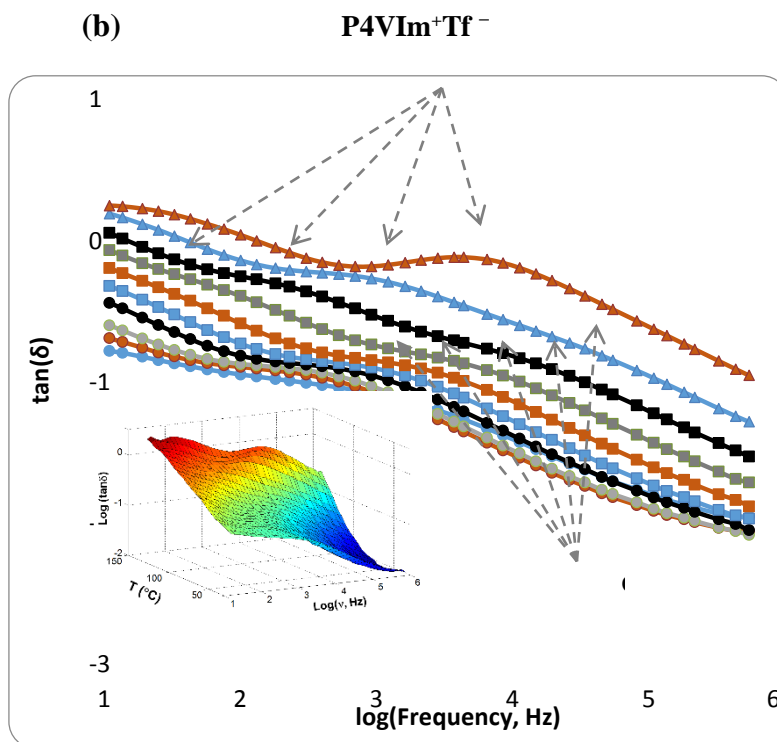 (b) P4VIm⁺Tf ⁻
1
0
-1
-3
tan(δ)
1 2 3 4 5 6
log(Frequency, Hz)
0
-1
-2
Log (tanδ)
150
100
50
T (°C)
1 2 3 4 5 6
Log(ν, Hz)